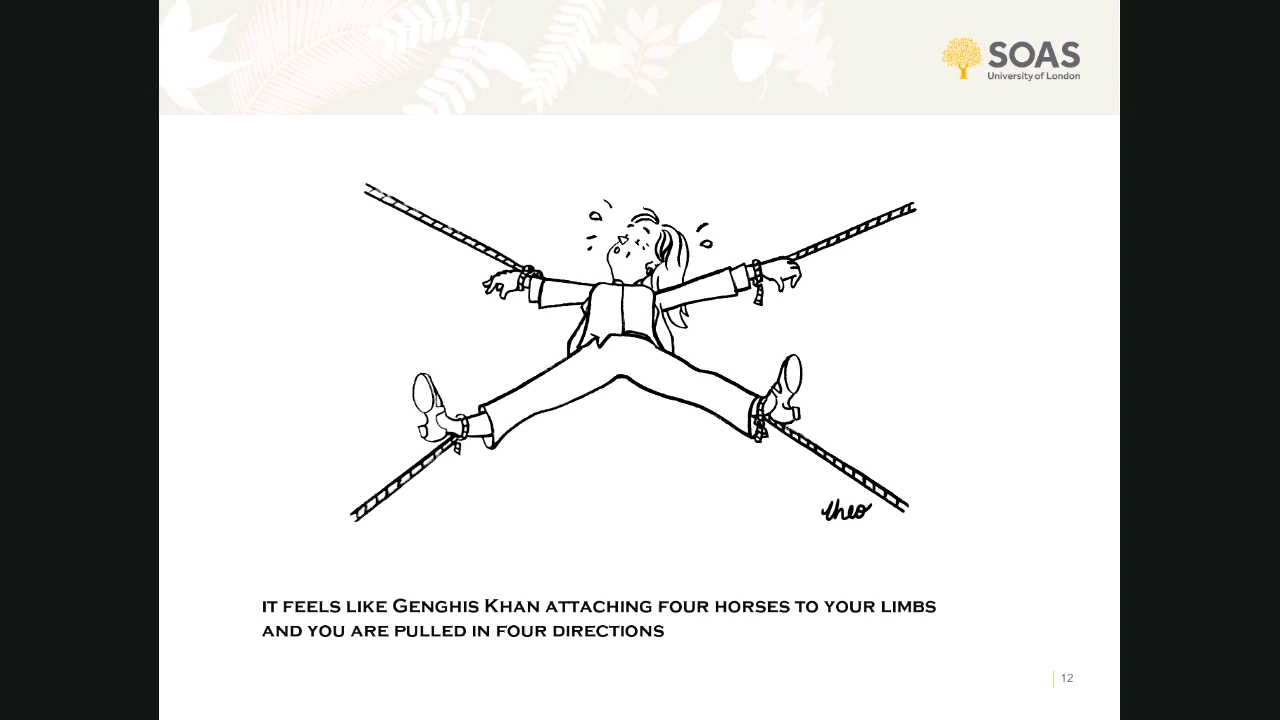 SOAS
University of London
theo
IT FEELS LIKE GENGHIS KHAN ATTACHING FOUR HORSES TO YOUR LIMBS
AND YOU ARE PULLED IN FOUR DIRECTIONS
12